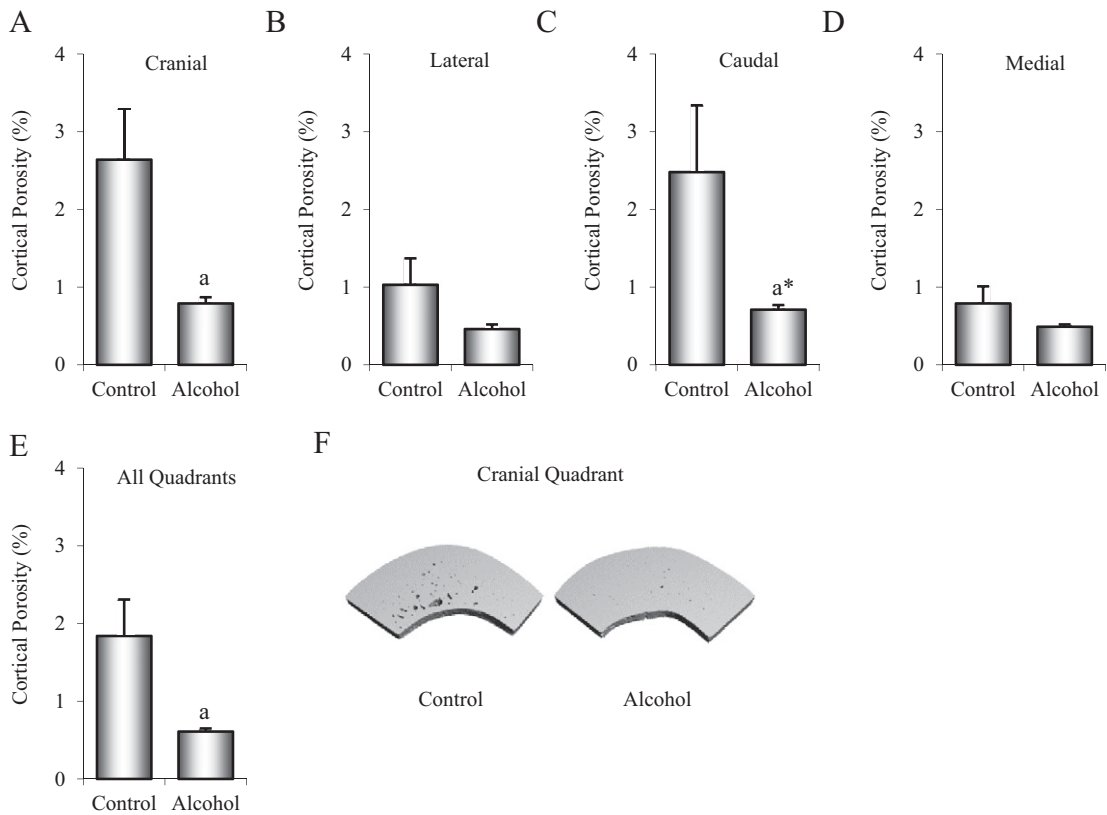 A
Cranial
Cortical Porosity (%)
4
3
2
1
0
a
Control Alcohol
B
Lateral
Cortical Porosity (%)
4
3
2
1
0
Control Alcohol
C
Caudal
Cortical Porosity (%)
4
3
2
1
0
a*
Control Alcohol
D
Medial
Cortical Porosity (%)
4
3
2
1
0
Control Alcohol
E
All Quadrants
Cortical Porosity (%)
4
3
2
1
0
a
Control Alcohol
F
Cranial Quadrant
Control Alcohol